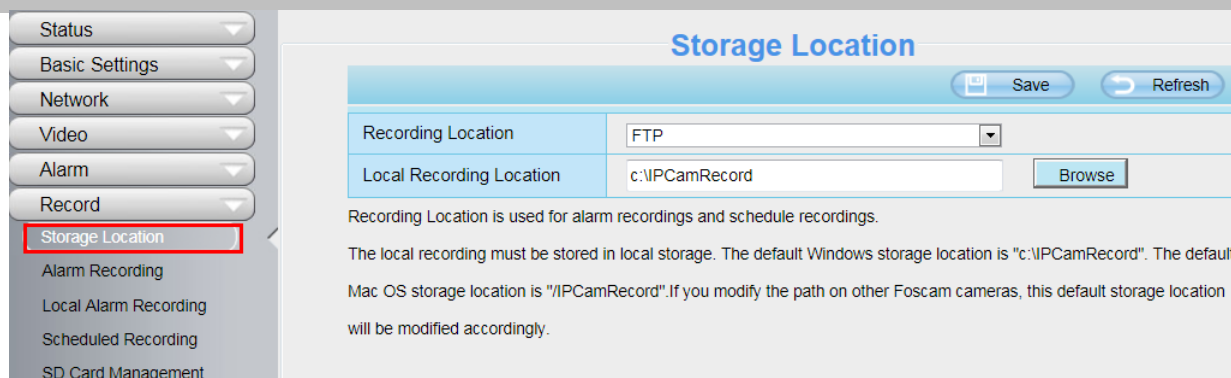 Status
Basic Settings
Network
Video
Alarm
Record
Storage Location
Alarm Recording
Local Alarm Recording
Scheduled Recording
SD Card Management
Storage Location
Save Refresh
Recording Location FTP
Local Recording Location c:\IPCamRecord Browse
Recording Location is used for alarm recordings and schedule recordings.
The local recording must be stored in local storage. The default Windows storage location is "c:\IPCamRecord". The default
Mac OS storage location is "/IPCamRecord".If you modify the path on other Foscam cameras, this default storage location
will be modified accordingly.